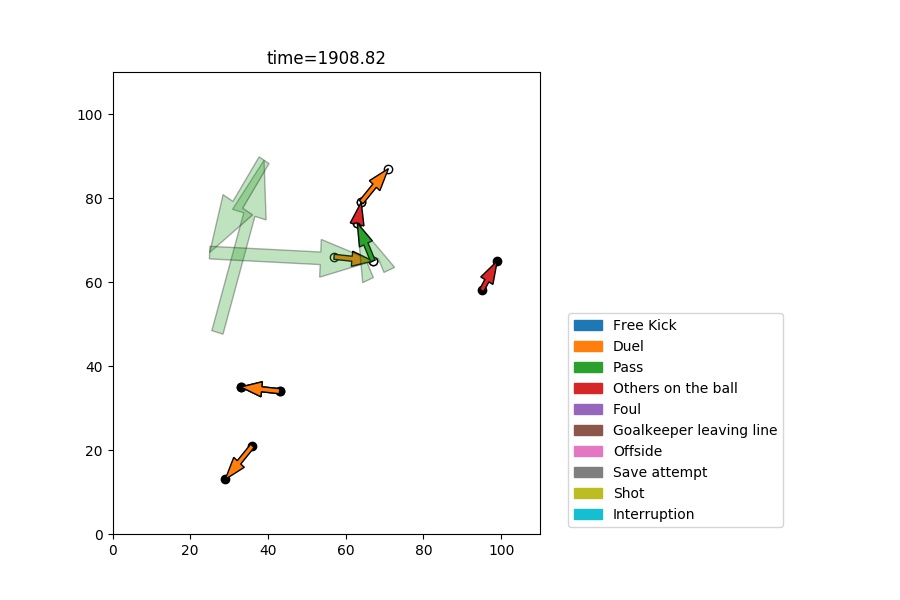 time=1908.82
100
80
60
40
20
0
0 20 40 60 80 100
Free Kick
Duel
Pass
Others on the ball
Foul
Goalkeeper leaving line
Offside
Save attempt
Shot
Interruption